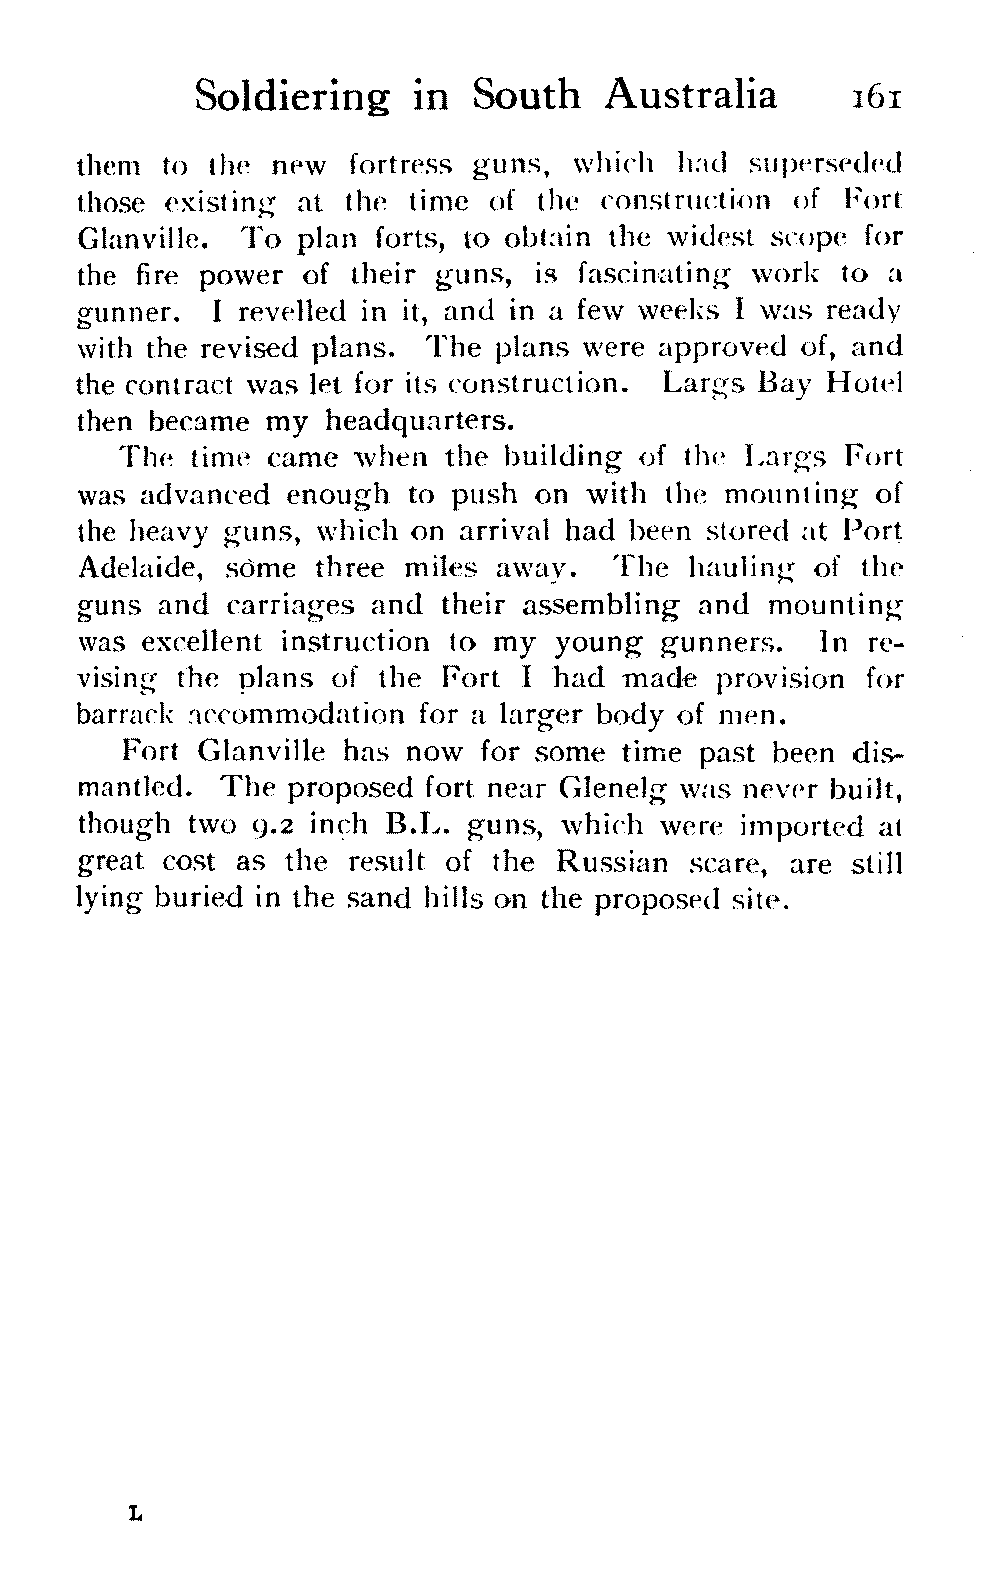 Soldiering in South Australia 161
them to the new fortress guns, which had superseded
those existing at the time of the construction of Fort
Glanville. To plan forts, to obtain the widest scope for
the fire power of their guns, is fascinating work to a
gunner. I revelled in it, and in a few weeks I was ready
with the revised plans. The plans were approved of, and
the contract was let for its construction. Largs Bay Hotel
then became my headquarters.
The time came when the building of the Largs Fort
was advanced enough to push on with the mounting of
the heavy guns, which on arrival had been stored at Port
Adelaide, some three miles away. The hauling of the
guns and carriages and their assembling and mounting
was excellent instruction to my young gunners. In re-
vising the plans of the Fort I had made provision for
barrack accommodation for a larger body of men.
Fort Glanville has now for some time past been dis-
mantled. The proposed fort near Glenelg was never built,
though two 9.2 inch B.L. guns, which were imported at
great cost as the result of the Russian scare, are still
lying buried in the sand hills on the proposed site.
L